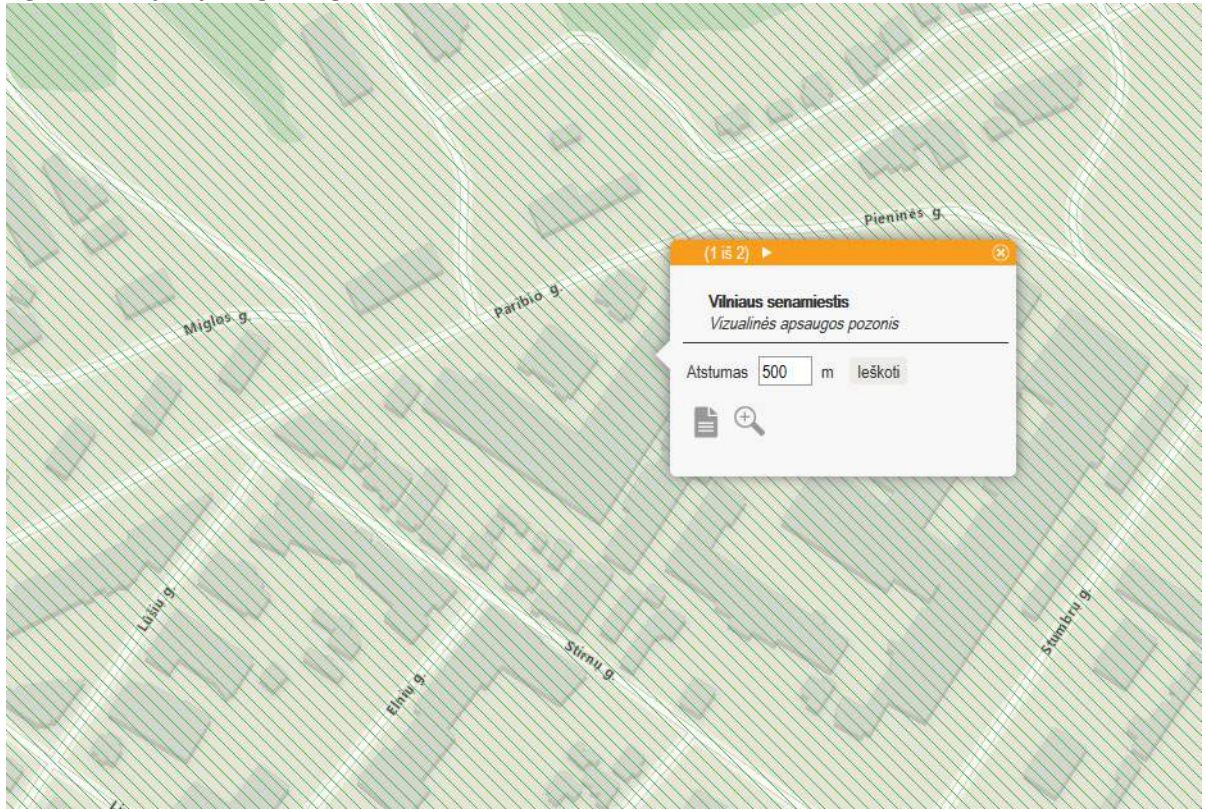 Pieninės g.
(1 iš 2)
Vilniaus senamiestis
Vizualinės apsaugos pozonis
Atstumas 500 m Ieškoti
Paribio g.
Miglos g.
Lūšių g.
Elnių g.
Stirnų g.
Stumbrų g.